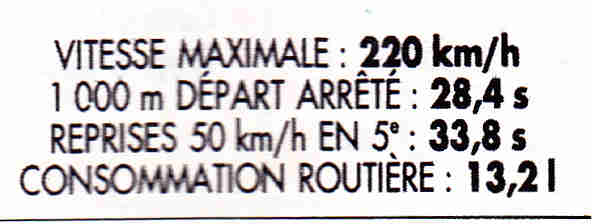 VITESSE MAXIMALE : 220 km/h
1 000 m DÉPART ARRÊTÉ : 28,4 s
REPRISES 50 km/h EN 5e : 33,8 s
CONSOMMATION ROUTIÈRE : 13,2 l